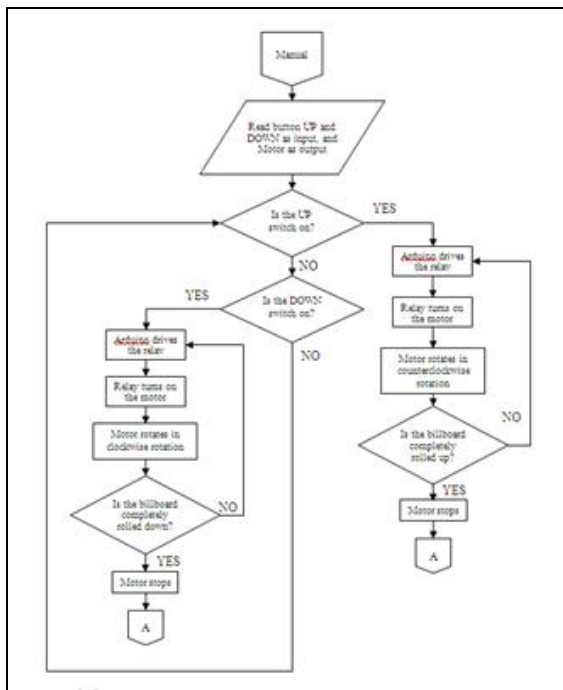 Manual
Read button UP and
DOWN as input, and
Motor as output
Is the UP
switch on?
YES
NO
Arduino drives
the relay
Relay turns on
the motor
Motor rotates in
counterclockwise
rotation
Is the billboard
completely
rolled up?
NO
YES
Motor stops
A
Is the DOWN
switch on?
YES
NO
Arduino drives
the relay
Relay turns on
the motor
Motor rotates in
clockwise rotation
Is the billboard
completely
rolled down?
NO
YES
Motor stops
A